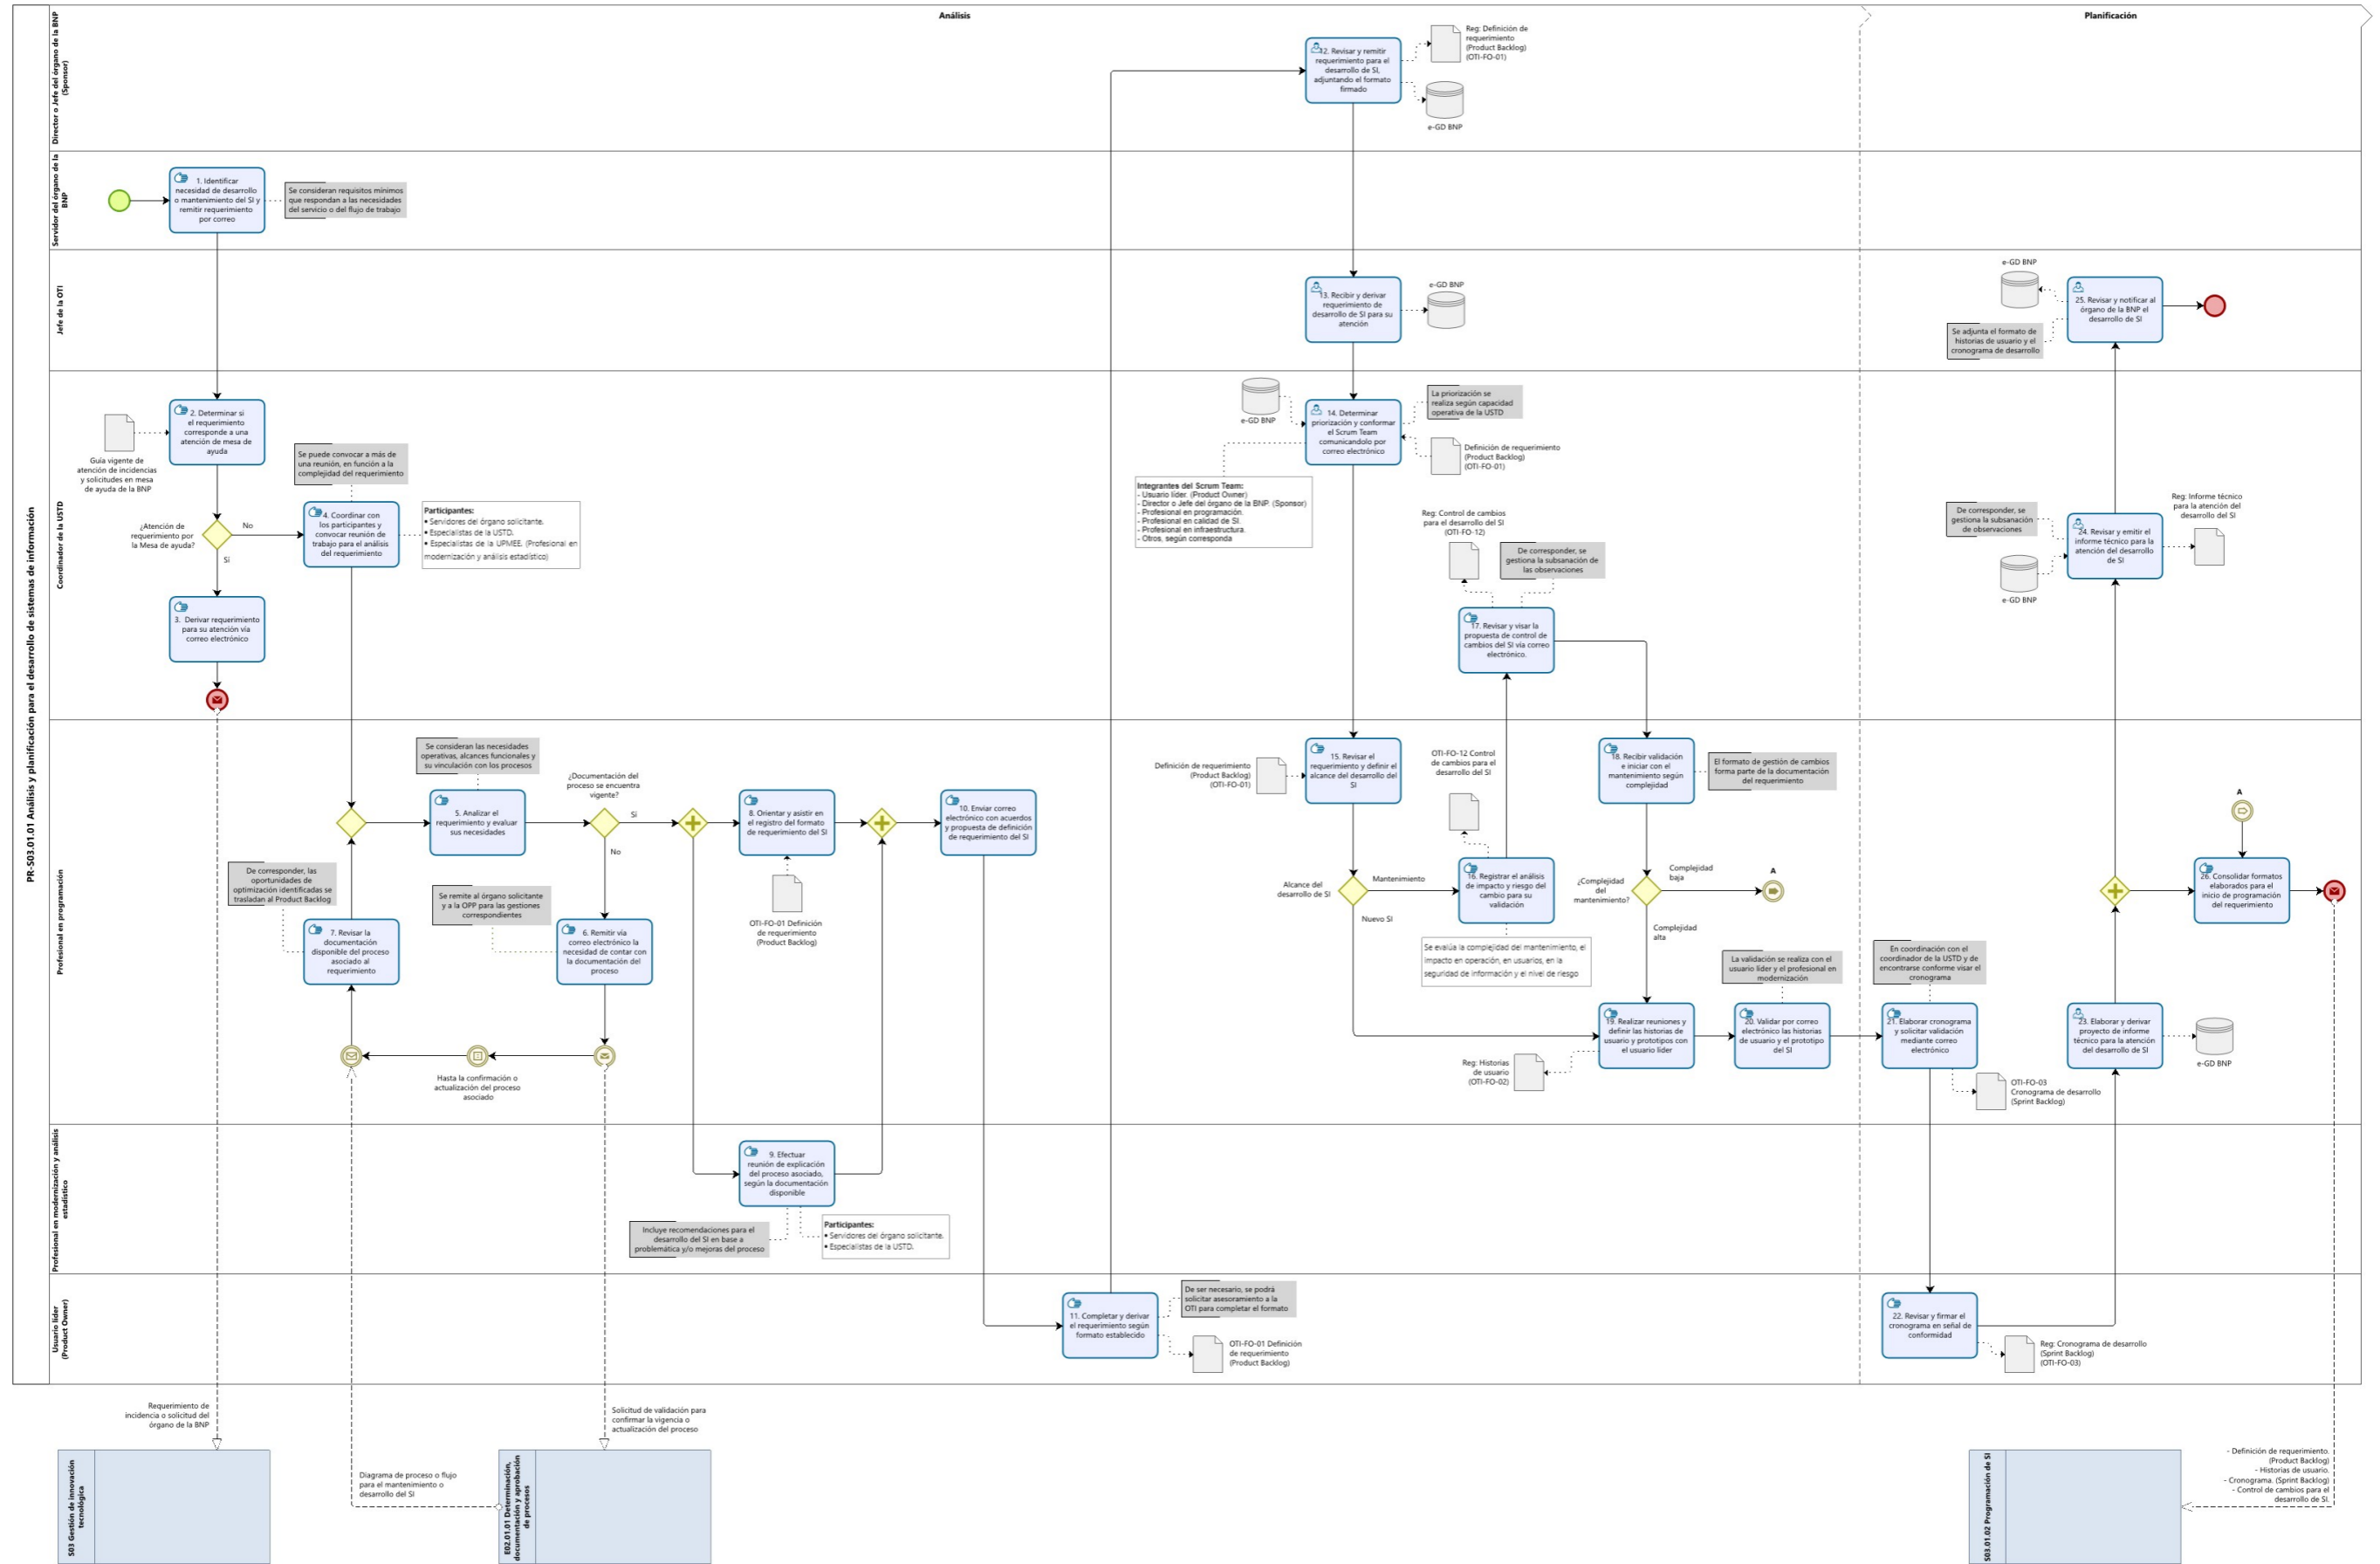 PR-S03.01.01 Análisis y planificación para el desarrollo de sistemas de información
Análisis
Planificación
Director o Jefe del órgano de la BNP
(Sponsor)
12. Revisar y remitir
requerimiento para el
desarrollo de SI,
adjuntando el formato
firmado
Reg: Definición de
requerimiento
(Product Backlog)
(OTI-FO-01)
e-GD BNP
Servidor del órgano de la
BNP
1. Identificar
necesidad de desarrollo
o mantenimiento del SI y
remitir requerimiento
por correo
Se consideran requisitos mínimos
que respondan a las necesidades
del servicio o del flujo de trabajo
Jefe de la OTI
13. Recibir y derivar
requerimiento de
desarrollo de SI para su
atención
e-GD BNP
e-GD BNP
25. Revisar y notificar al
órgano de la BNP el
desarrollo de SI
Se adjunta el formato de
historias de usuario y el
cronograma de desarrollo
Coordinador de la USTD
2. Determinar si
el requerimiento
corresponde a una
atención de mesa de
ayuda
Guía vigente de
atención de incidencias
y solicitudes en mesa
de ayuda de la BNP
¿Atención de
requerimiento por
la Mesa de ayuda?
No
Si
3. Derivar requerimiento
para su atención vía
correo electrónico
Se puede convocar a más de
una reunión, en función a la
complejidad del requerimiento
4. Coordinar con
los participantes y
convocar reunión de
trabajo para el análisis
del requerimiento
Participantes:
• Servidores del órgano solicitante.
• Especialistas de la USTD.
• Especialistas de la UPMEE. (Profesional en
modernización y análisis estadístico)
e-GD BNP
14. Determinar
priorización y conformar
el Scrum Team
comunicandolo por
correo electrónico
La priorización se
realiza según capacidad
operativa de la USTD
Definición de requerimiento
(Product Backlog)
(OTI-FO-01)
Integrantes del Scrum Team:
- Usuario líder. (Product Owner)
- Director o Jefe del órgano de la BNP. (Sponsor)
- Profesional en programación.
- Profesional en calidad de SI.
- Profesional en infraestructura.
- Otros, según corresponda
Reg: Control de cambios
para el desarrollo del SI
(OTI-FO-12)
De corresponder, se
gestiona la subsanación de
las observaciones
17. Revisar y visar la
propuesta de control de
cambios del SI via correo
electrónico.
De corresponder, se
gestiona la subsanación
de observaciones
24. Revisar y emitir el
informe técnico para la
atención del desarrollo
de SI
Reg: Informe técnico
para la atención del
desarrollo del SI
e-GD BNP
Profesional en programación
Se consideran las necesidades
operativas, alcances funcionales y
su vinculación con los procesos
5. Analizar el
requerimiento y evaluar
sus necesidades
¿Documentación del
proceso se encuentra
vigente?
Sí
No
8. Orientar y asistir en
el registro del formato
de requerimiento del SI
OTI-FO-01 Definición
de requerimiento
(Product Backlog)
10. Enviar correo
electrónico con acuerdos
y propuesta de definición
de requerimiento del SI
De corresponder, las
oportunidades de
optimización identificadas se
trasladan al Product Backlog
7. Revisar la
documentación
disponible del proceso
asociado al
requerimiento
Se remite al órgano solicitante
y a la OPP para las gestiones
correspondientes
6. Remitir vía
correo electrónico la
necesidad de contar con
la documentación del
proceso
Hasta la confirmación o
actualización del proceso
asociado
Definición de requerimiento
(Product Backlog)
(OTI-FO-01)
15. Revisar el
requerimiento y definir el
alcance del desarrollo del
SI
OTI-FO-12 Control
de cambios para el
desarrollo del SI
18. Recibir validación
e iniciar con el
mantenimiento según
complejidad
El formato de gestión de cambios
forma parte de la documentación
del requerimiento
Alcance del
desarrollo de SI
Mantenimiento
Nuevo SI
16. Registrar el análisis
de impacto y riesgo del
cambio para su
validación
Se evalúa la complejidad del mantenimiento, el
impacto en operación, en usuarios, en la
seguridad de información y el nivel de riesgo
¿Complejidad
del
mantenimiento?
Complejidad
baja
A
Complejidad
alta
19. Realizar reuniones y
definir las historias de
usuario y prototipos con
el usuario líder
Reg: Historias
de usuario
(OTI-FO-02)
La validación se realiza con el
usuario líder y el profesional en
modernización
20. Validar por correo
electrónico las historias
de usuario y el prototipo
del SI
En coordinación con el
coordinador de la USTD y de
encontrarse conforme visar el
cronograma
21. Elaborar cronograma
y solicitar validación
mediante correo
electrónico
OTI-FO-03
Cronograma de desarrollo
(Sprint Backlog)
23. Elaborar y derivar
proyecto de informe
técnico para la atención
del desarrollo de SI
e-GD BNP
A
26. Consolidar formatos
elaborados para el
inicio de programación
del requerimiento
Profesional en modernización y análisis
estadístico
9. Efectuar
reunión de explicación
del proceso asociado,
según la documentación
disponible
Incluye recomendaciones para el
desarrollo del SI en base a
problemática y/o mejoras del proceso
Participantes:
• Servidores del órgano solicitante.
• Especialistas de la USTD.
Usuario líder
(Product Owner)
11. Completar y derivar
el requerimiento según
formato establecido
De ser necesario, se podrá
solicitar asesoramiento a la
OTI para completar el formato
OTI-FO-01 Definición
de requerimiento
(Product Backlog)
22. Revisar y firmar el
cronograma en señal de
conformidad
Reg: Cronograma de desarrollo
(Sprint Backlog)
(OTI-FO-03)
Requerimiento de
incidencia o solicitud del
órgano de la BNP
S03 Gestión de innovación
tecnológica
Diagrama de proceso o flujo
para el mantenimiento o
desarrollo del SI
Solicitud de validación para
confirmar la vigencia o
actualización del proceso
E02.01.01 Determinación,
documentación y aprobación
de procesos
S03.01.02 Programación de SI
- Definición de requerimiento.
(Product Backlog)
- Historias de usuario.
- Cronograma. (Sprint Backlog)
- Control de cambios para el
desarrollo de SI.